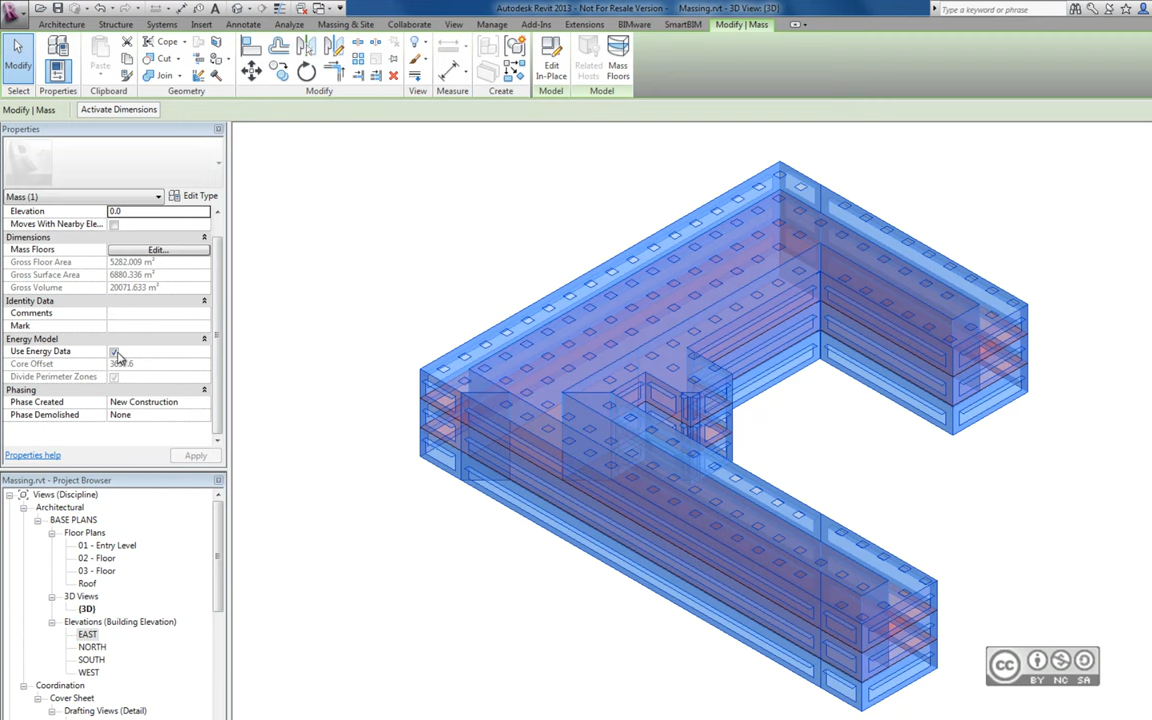 Autodesk Revit 2013 - Not For Resale Version - Massing.rvt - 3D View: {3D}
Type a keyword or phrase
Architecture Structure Systems Insert Annotate Analyze Massing & Site Collaborate View Manage Add-Ins Extensions BIMware SmartBIM Modify | Mass
Modify
Paste
Cope
Cut
Join
Edit In-Place
Related Hosts
Mass Floors
Select Properties Clipboard Geometry Modify View Measure Create Model Model
Modify | Mass Activate Dimensions
Properties
Mass (1) Edit Type
Elevation 0.0
Moves With Nearby Ele...
Dimensions
Mass Floors Edit...
Gross Floor Area 5282.009 m²
Gross Surface Area 6880.336 m²
Gross Volume 20071.633 m³
Identity Data
Comments
Mark
Energy Model
Use Energy Data
Core Offset
Divide Perimeter Zones
Phasing
Phase Created New Construction
Phase Demolished None
Properties help Apply
Massing.rvt - Project Browser
Views (Discipline)
Architectural
BASE PLANS
Floor Plans
01 - Entry Level
02 - Floor
03 - Floor
Roof
3D Views
{3D}
Elevations (Building Elevation)
EAST
NORTH
SOUTH
WEST
Coordination
Cover Sheet
Drafting Views (Detail)
cc
BY NC SA